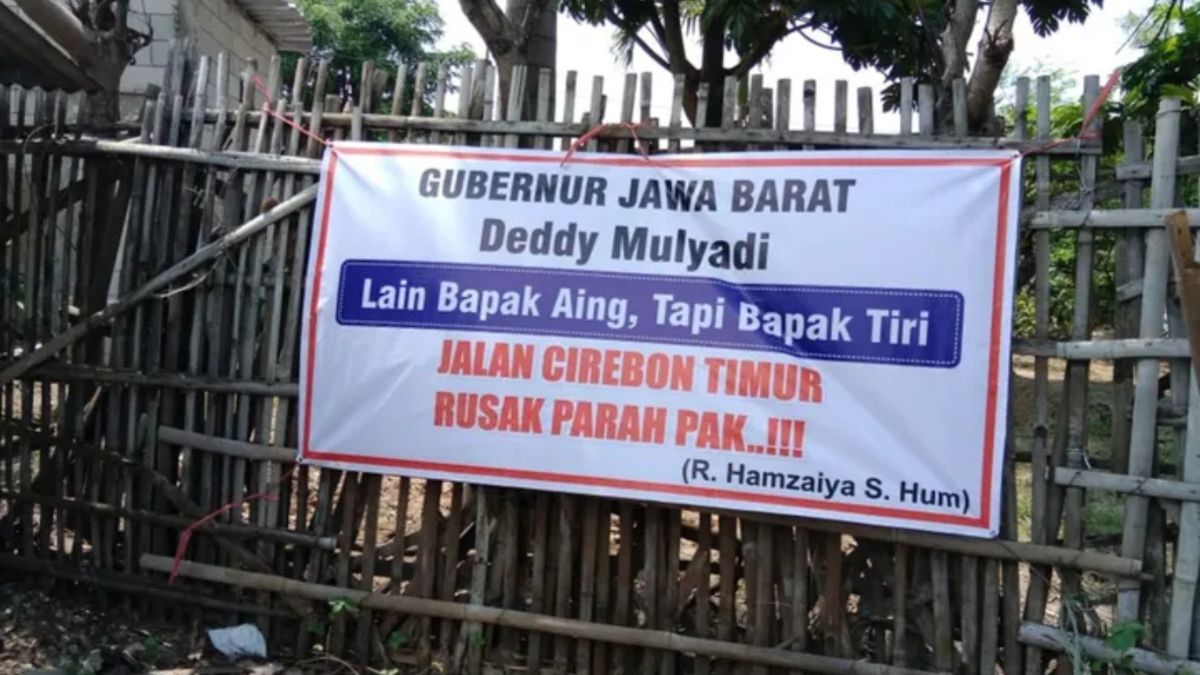 GUBERNUR JAWA BARAT
Deddy Mulyadi
Lain Bapak Aing, Tapi Bapak Tiri
JALAN CIREBON TIMUR
RUSAK PARAH PAK..!!!
(R. Hamzaiya S. Hum)